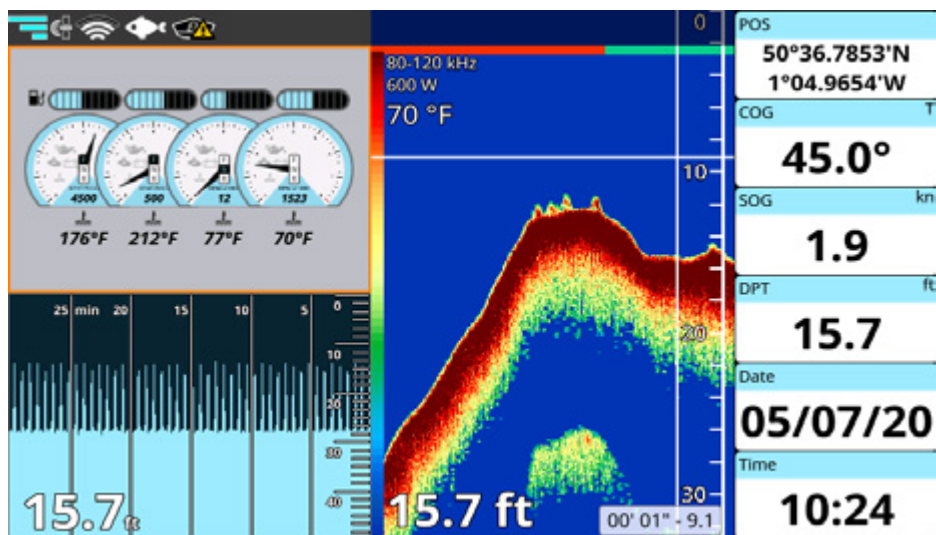 4500
500
12
1523
176°F
212°F
77°F
70°F
25 min 20 15 10 5 0
10
20
30
40
15.7 ft
80-120 kHz
600 W
70 °F
0
10
20
30
15.7 ft
00' 01" - 9.1
POS
50°36.7853'N
1°04.9654'W
COG T
45.0°
SOG kn
1.9
DPT ft
15.7
Date
05/07/20
Time
10:24